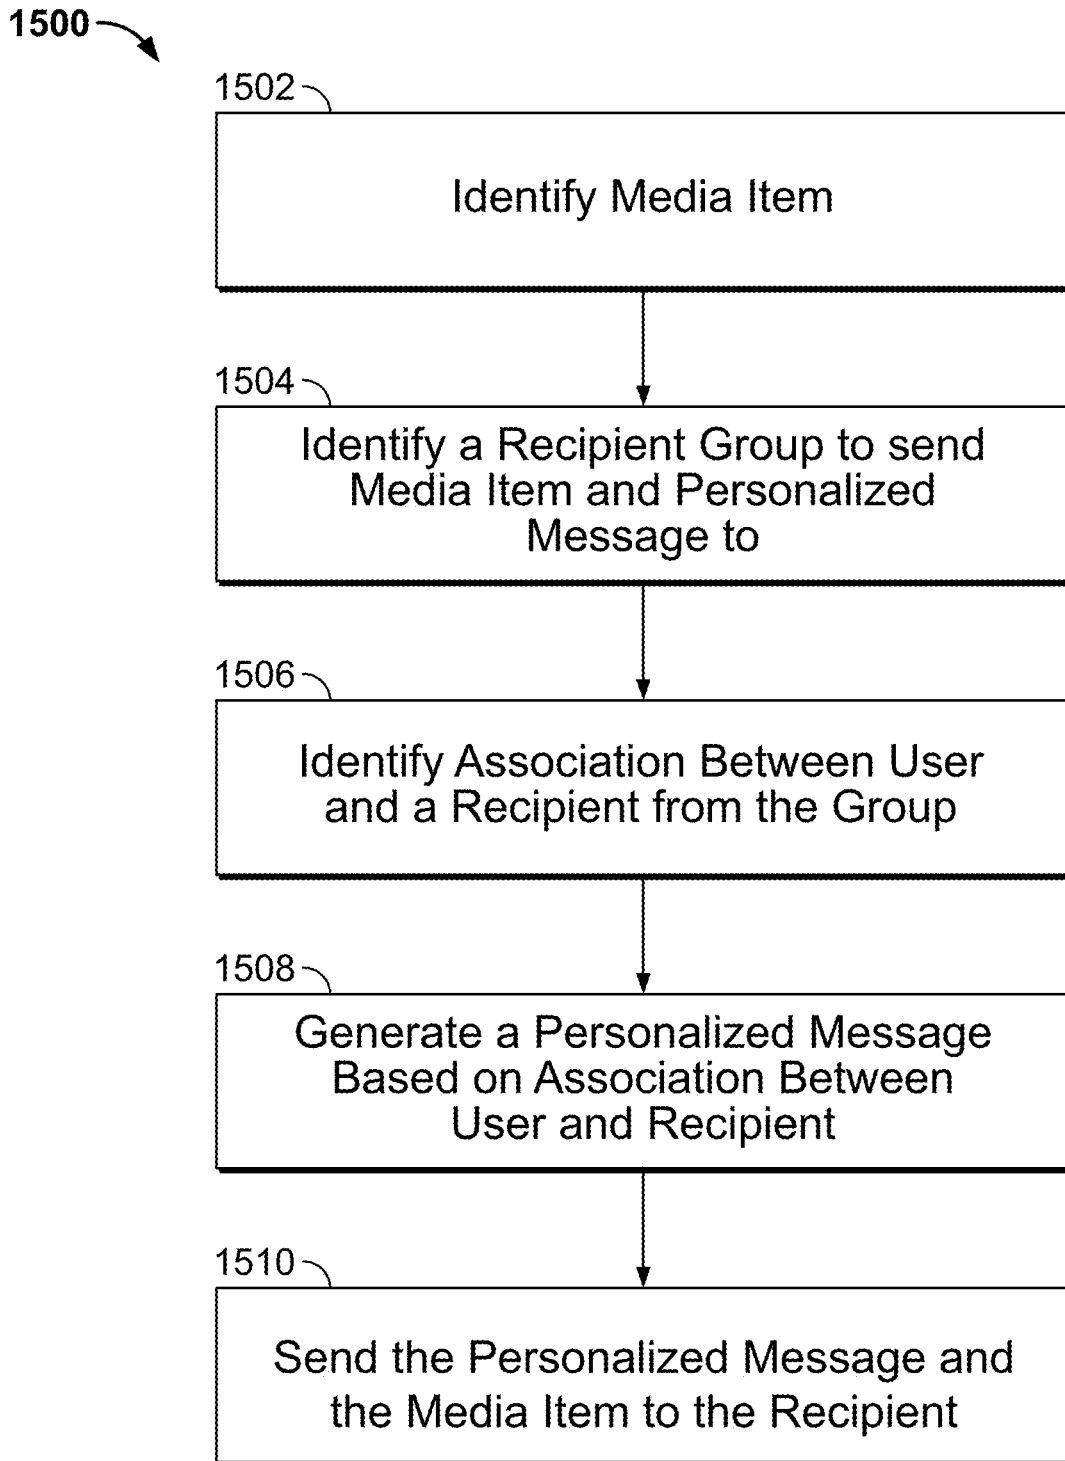 1500
1502
Identify Media Item
1504
Identify a Recipient Group to send
Media Item and Personalized
Message to
1506
Identify Association Between User
and a Recipient from the Group
1508
Generate a Personalized Message
Based on Association Between
User and Recipient
1510
Send the Personalized Message and
the Media Item to the Recipient